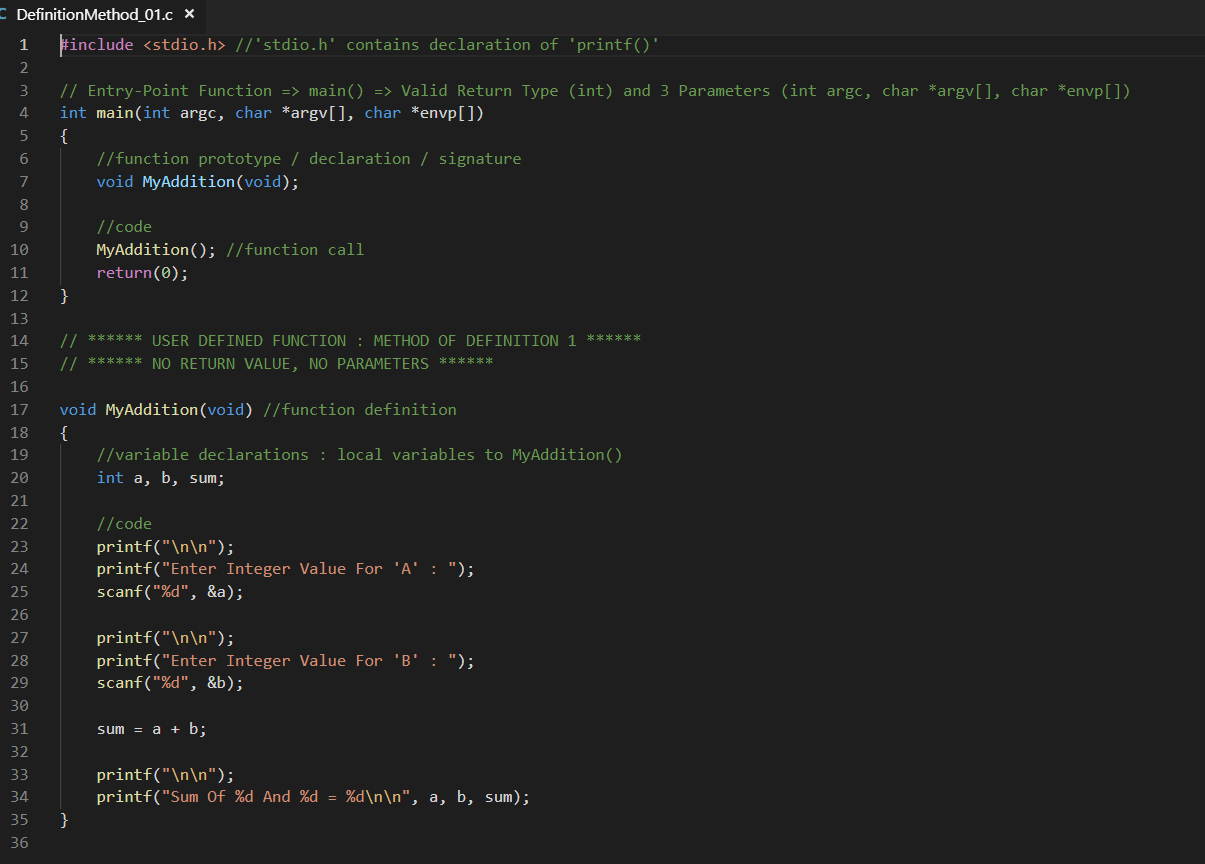 C DefinitionMethod_01.c ×
1 #include <stdio.h> //'stdio.h' contains declaration of 'printf()'
2
3 // Entry-Point Function => main() => Valid Return Type (int) and 3 Parameters (int argc, char *argv[], char *envp[])
4 int main(int argc, char *argv[], char *envp[])
5 {
6     //function prototype / declaration / signature
7     void MyAddition(void);
8
9     //code
10     MyAddition(); //function call
11     return(0);
12 }
13
14 // ****** USER DEFINED FUNCTION : METHOD OF DEFINITION 1 ******
15 // ****** NO RETURN VALUE, NO PARAMETERS ******
16
17 void MyAddition(void) //function definition
18 {
19     //variable declarations : local variables to MyAddition()
20     int a, b, sum;
21
22     //code
23     printf("\n\n");
24     printf("Enter Integer Value For 'A' : ");
25     scanf("%d", &a);
26
27     printf("\n\n");
28     printf("Enter Integer Value For 'B' : ");
29     scanf("%d", &b);
30
31     sum = a + b;
32
33     printf("\n\n");
34     printf("Sum Of %d And %d = %d\n\n", a, b, sum);
35 }
36